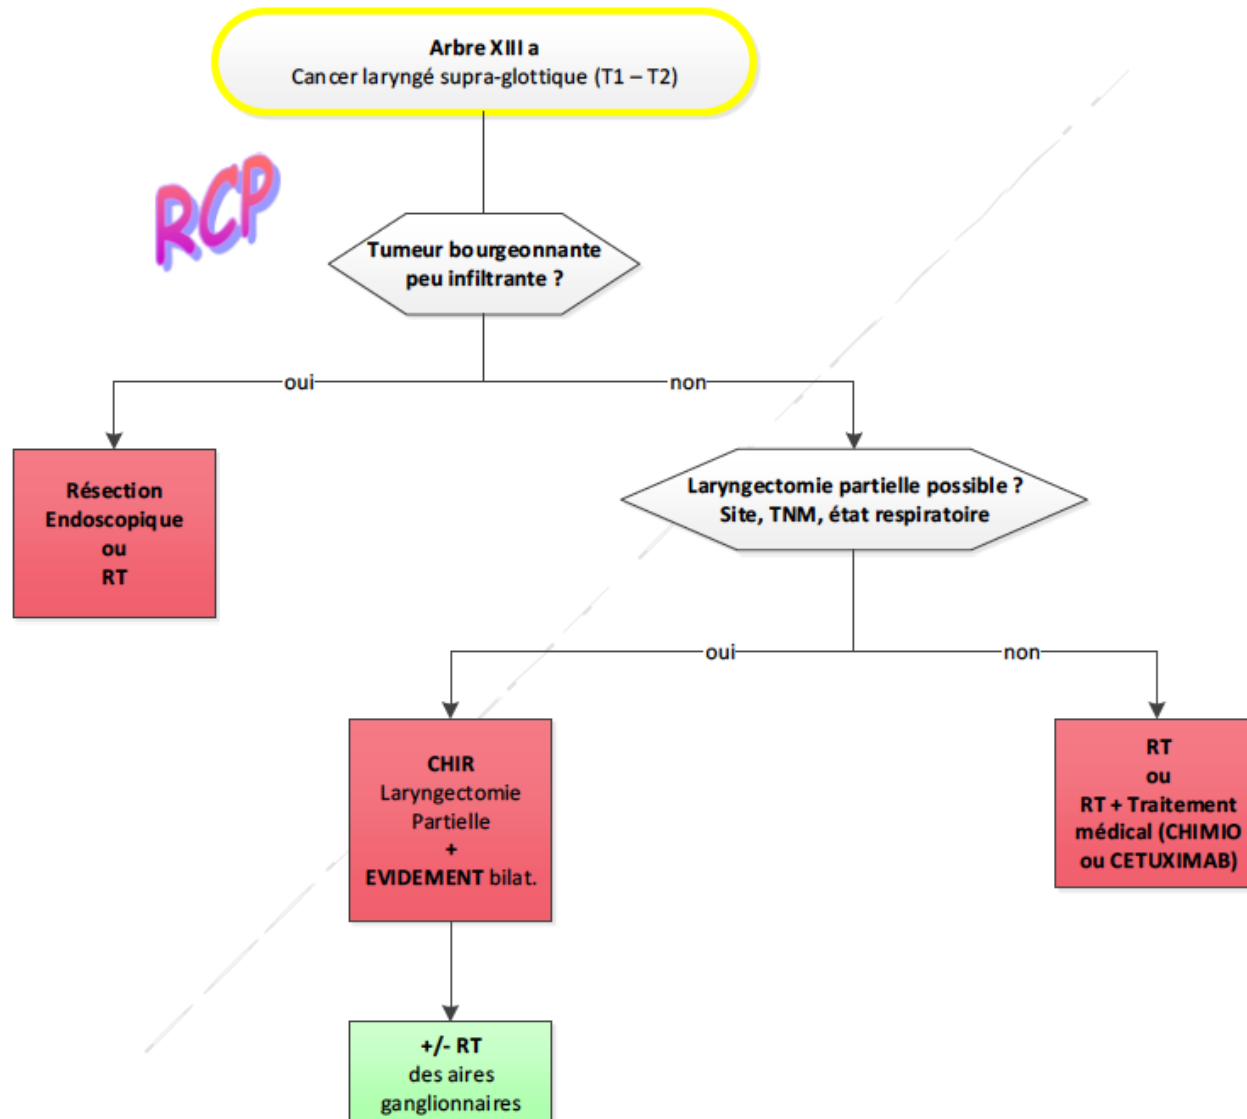 Arbre XIII a
Cancer laryngé supra-glottique (T1 – T2)
RCP
Tumeur bourgeonnante
peu infiltrante ?
oui
non
Résection
Endoscopique
ou
RT
Laryngectomie partielle possible ?
Site, TNM, état respiratoire
oui
non
CHIR
Laryngectomie
Partielle
+
EVIDEMENT bilat.
RT
ou
RT + Traitement
médical (CHIMIO
ou CETUXIMAB)
+/- RT
des aires
ganglionnaires